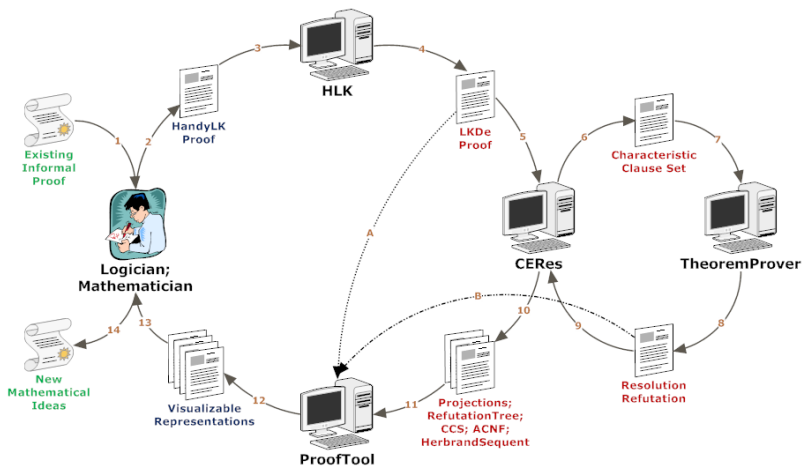 3
4
HLK
HandyLK
Proof
LKDe
Proof
1
2
5
6
7
Existing
Informal
Proof
Characteristic
Clause Set
A
Logician;
Mathematician
CERes
TheoremProver
B
14
13
10
9
8
New
Mathematical
Ideas
Visualizable
Representations
12
11
Projections;
RefutationTree;
CCS; ACNF;
HerbrandSequent
Resolution
Refutation
ProofTool